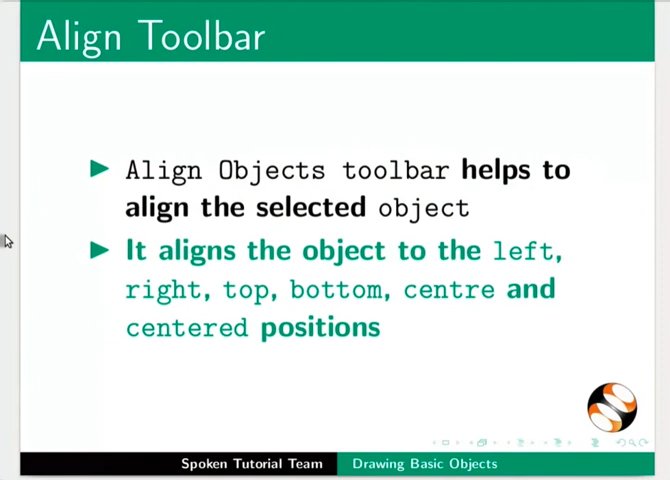 Align Toolbar
Align Objects toolbar helps to
align the selected object
It aligns the object to the left,
right, top, bottom, centre and
centered positions
Spoken Tutorial Team
Drawing Basic Objects